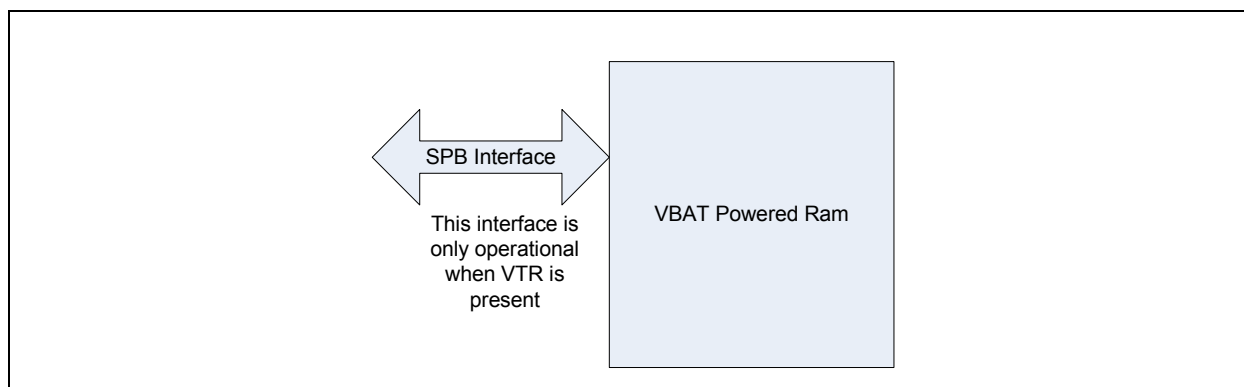 SPB Interface
This interface is
only operational
when VTR is
present
VBAT Powered Ram